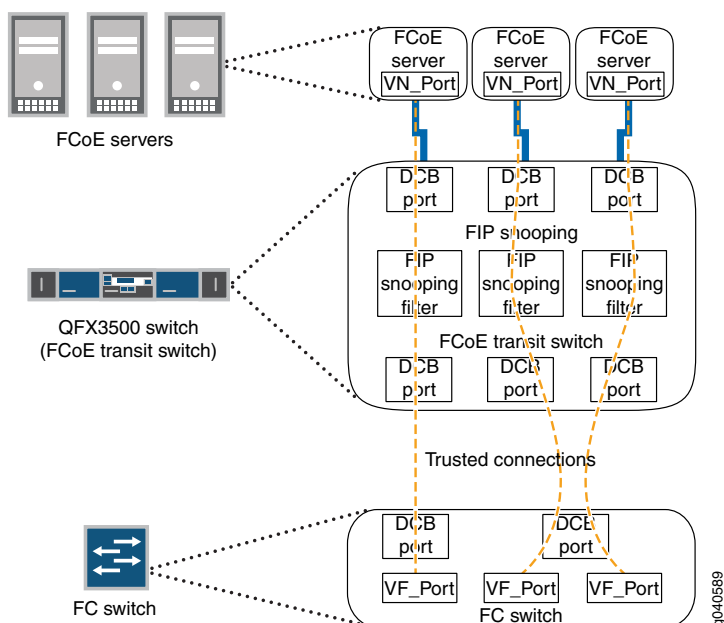 FCoE
server
VN_Port
FCoE
server
VN_Port
FCoE
server
VN_Port
FCoE servers
DCB
port
DCB
port
DCB
port
FIP snooping
FIP
snooping
filter
FIP
snooping
filter
FIP
snooping
filter
QFX3500 switch
(FCoE transit switch)
FCoE transit switch
DCB
port
DCB
port
DCB
port
Trusted connections
DCB
port
DCB
port
VF_Port
VF_Port
VF_Port
FC switch
FC switch
g040589